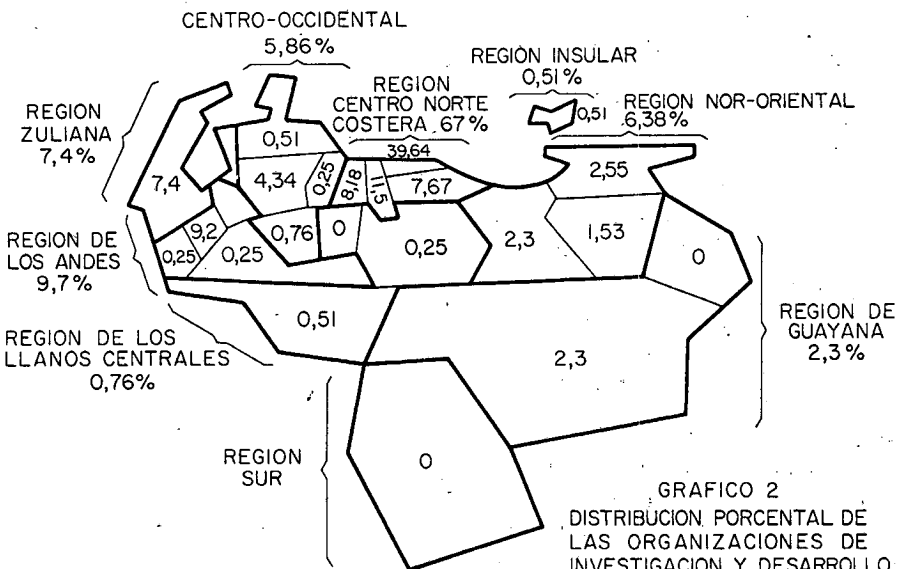 CENTRO-OCCIDENTAL
5,86%
REGION INSULAR
0,51%
REGION
CENTRO NORTE
COSTERA 67%
REGION NOR-ORIENTAL
6,38%
REGION
ZULIANA
7,4%
0,51
0,51
39,64
2,55
7,4
4,34
0,25
8,18
11,5
7,67
9,2
0,76
0
0,25
2,3
1,53
0
0,25
0,25
REGION DE
LOS ANDES
9,7%
0,51
2,3
REGION DE
GUAYANA
2,3%
REGION DE LOS
LLANOS CENTRALES
0,76%
REGION
SUR
0
GRAFICO 2
DISTRIBUCION PORCENTAL DE
LAS ORGANIZACIONES DE
INVESTIGACION Y DESARROLLO